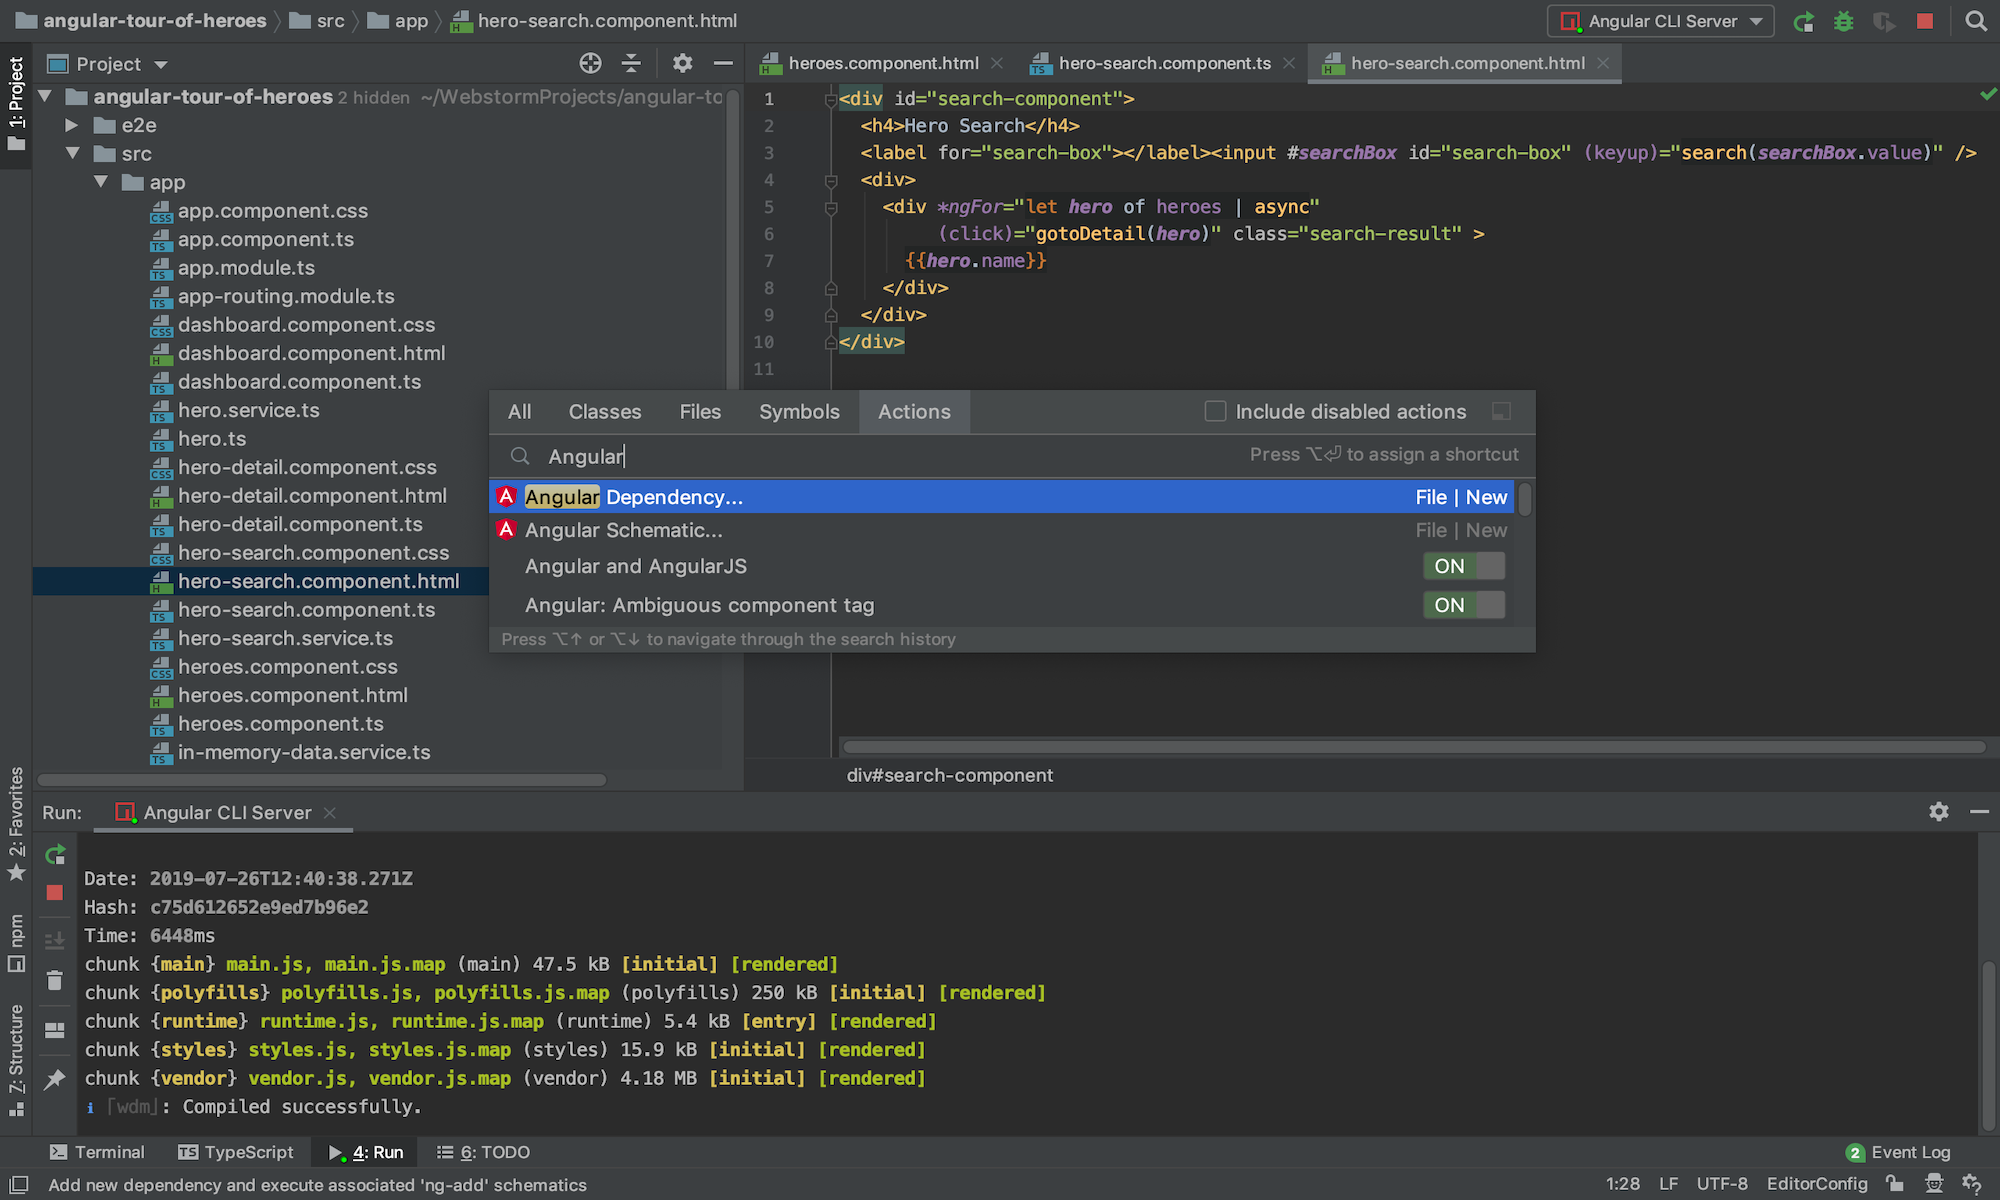 angular-tour-of-heroes src app hero-search.component.html
Angular CLI Server
1: Project
Project
angular-tour-of-heroes 2 hidden ~/WebstormProjects/angular-to
e2e
src
app
app.component.css
app.component.ts
app.module.ts
app-routing.module.ts
dashboard.component.css
dashboard.component.html
dashboard.component.ts
hero.service.ts
hero.ts
hero-detail.component.css
hero-detail.component.html
hero-detail.component.ts
hero-search.component.css
hero-search.component.html
hero-search.component.ts
hero-search.service.ts
heroes.component.css
heroes.component.html
heroes.component.ts
in-memory-data.service.ts
heroes.component.html hero-search.component.ts hero-search.component.html
1 <div id="search-component">
2 <h4>Hero Search</h4>
3 <label for="search-box"></label><input #searchBox id="search-box" (keyup)="search(searchBox.value)" />
4 <div>
5 <div *ngFor="let hero of heroes | async"
6 (click)="gotoDetail(hero)" class="search-result" >
7 {{hero.name}}
8 </div>
9 </div>
10 </div>
11
All Classes Files Symbols Actions Include disabled actions
Angular Press ⌥⏎ to assign a shortcut
Angular Dependency... File | New
Angular Schematic... File | New
Angular and AngularJS ON
Angular: Ambiguous component tag ON
Press ⌥↑ or ⌥↓ to navigate through the search history
div#search-component
2: Favorites
npm
7: Structure
Run: Angular CLI Server
Date: 2019-07-26T12:40:38.271Z
Hash: c75d612652e9ed7b96e2
Time: 6448ms
chunk {main} main.js, main.js.map (main) 47.5 kB [initial] [rendered]
chunk {polyfills} polyfills.js, polyfills.js.map (polyfills) 250 kB [initial] [rendered]
chunk {runtime} runtime.js, runtime.js.map (runtime) 5.4 kB [entry] [rendered]
chunk {styles} styles.js, styles.js.map (styles) 15.9 kB [initial] [rendered]
chunk {vendor} vendor.js, vendor.js.map (vendor) 4.18 MB [initial] [rendered]
i ｢wdm｣: Compiled successfully.
Terminal TypeScript 4: Run 6: TODO 2 Event Log
Add new dependency and execute associated 'ng-add' schematics 1:28 LF UTF-8 EditorConfig